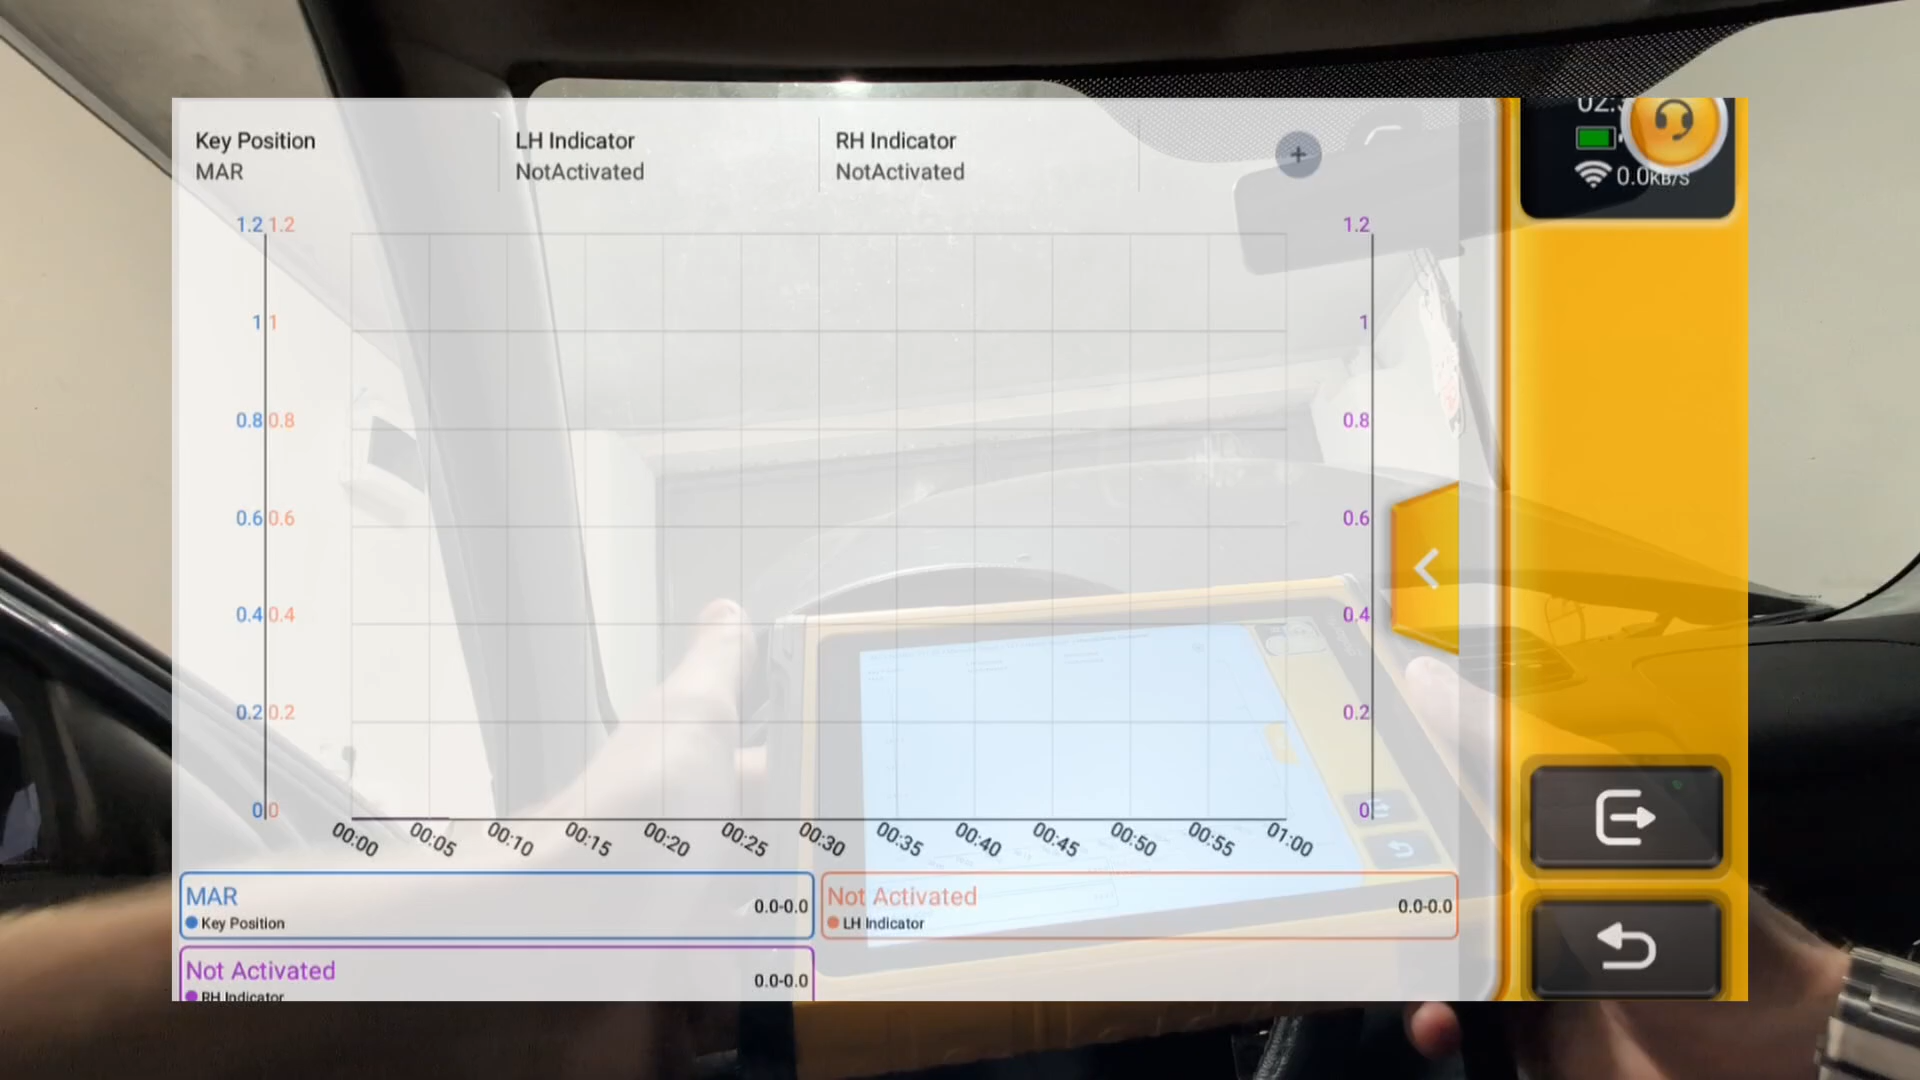 Key Position
MAR
LH Indicator
NotActivated
RH Indicator
NotActivated
+
0.0KB/S
1.2 1.2
1 1
0.8 0.8
0.6 0.6
0.4 0.4
0.2 0.2
0 0
1.2
1
0.8
0.6
0.4
0.2
0
00:00 00:05 00:10 00:15 00:20 00:25 00:30 00:35 00:40 00:45 00:50 00:55 01:00
MAR
Key Position
0.0-0.0
Not Activated
LH Indicator
0.0-0.0
Not Activated
RH Indicator
0.0-0.0